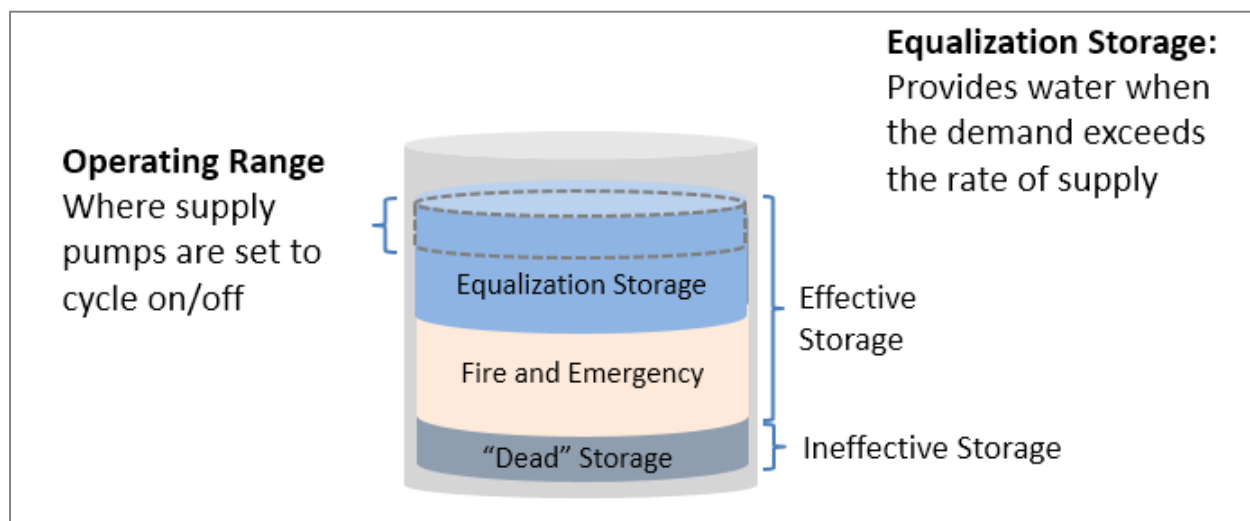 Operating Range
Where supply
pumps are set to
cycle on/off
Equalization Storage:
Provides water when
the demand exceeds
the rate of supply
Equalization Storage
Fire and Emergency
“Dead” Storage
Effective
Storage
Ineffective Storage